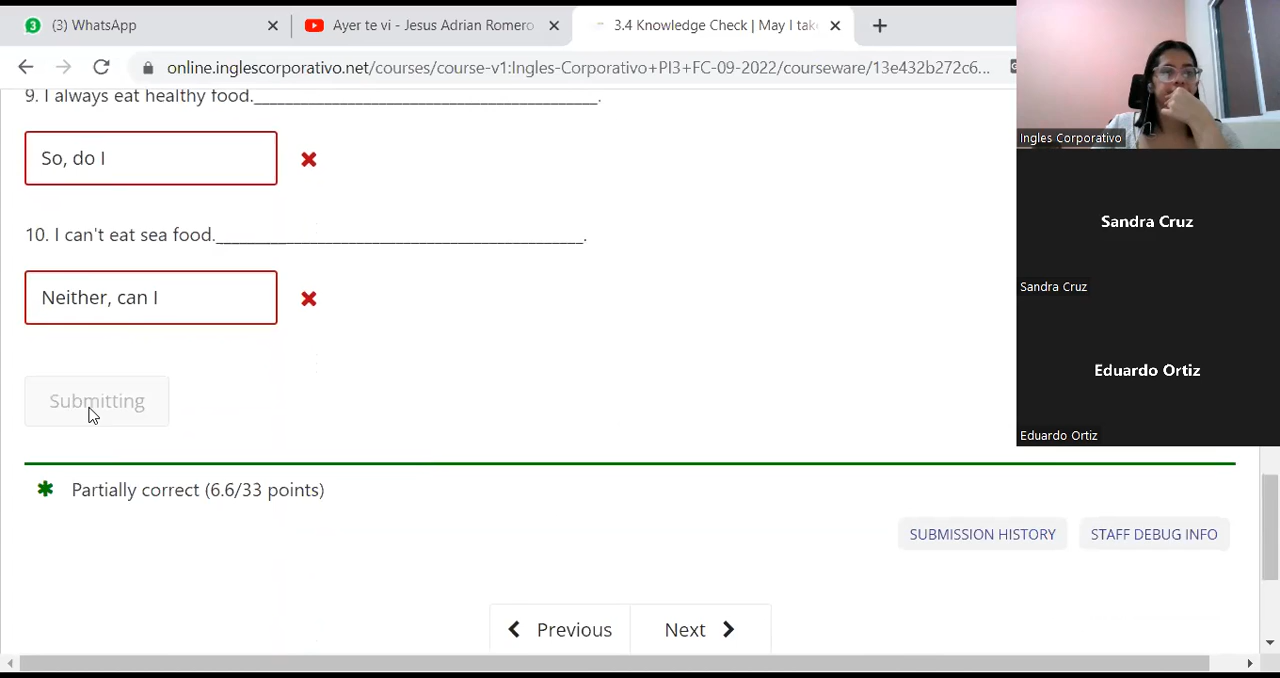 (3) WhatsApp
Ayer te vi - Jesus Adrian Romero
3.4 Knowledge Check | May I tak
online.inglescorporativo.net/courses/course-v1:Ingles-Corporativo+PI3+FC-09-2022/courseware/13e432b272c6...
9. I always eat healthy food.________________________________________.
So, do I
10. I can't eat sea food.___________________________________________.
Neither, can I
Submitting
Partially correct (6.6/33 points)
SUBMISSION HISTORY
STAFF DEBUG INFO
Previous
Next
Ingles Corporativo
Sandra Cruz
Sandra Cruz
Eduardo Ortiz
Eduardo Ortiz